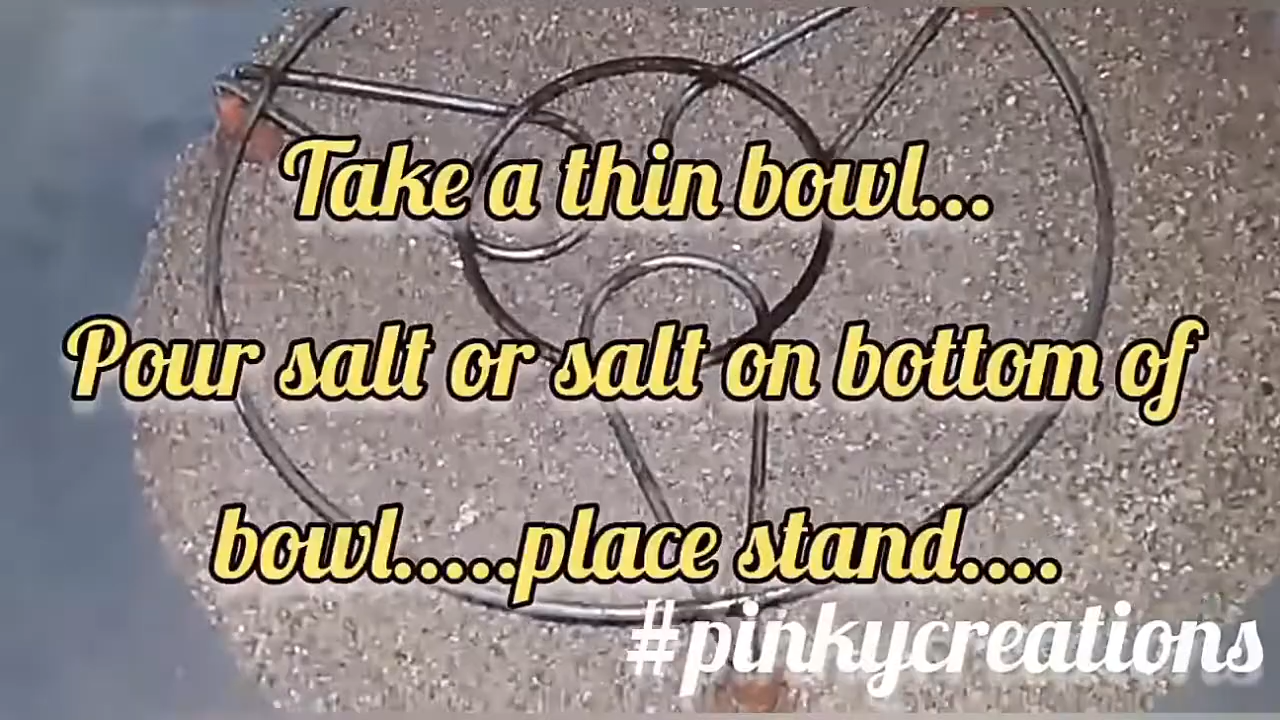 Take a thin bowl...
Pour salt or salt on bottom of
bowl.....place stand....
#pinkycreations